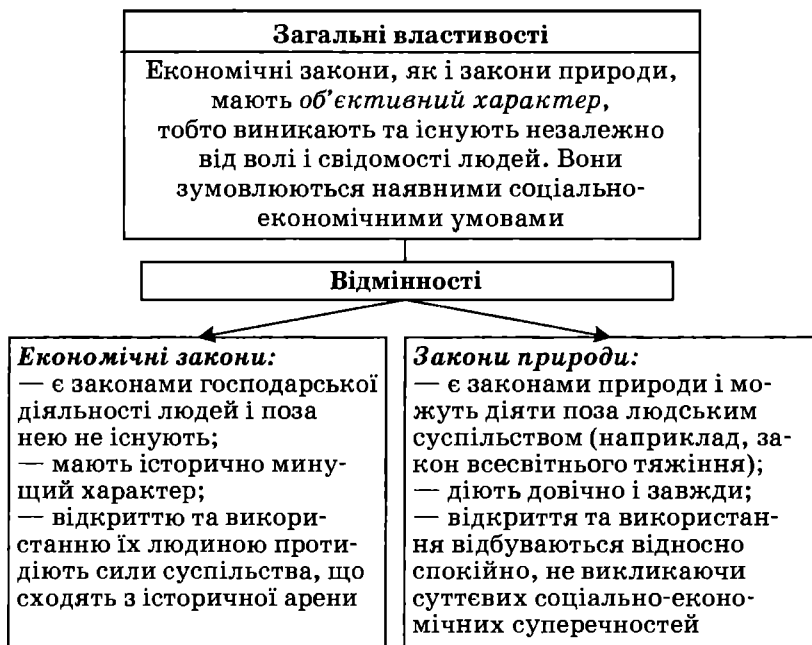 Загальні властивості
Економічні закони, як і закони природи,
мають об’єктивний характер,
тобто виникають та існують незалежно
від волі і свідомості людей. Вони
зумовлюються наявними соціально-
економічними умовами
Відмінності
Економічні закони:
— є законами господарської
діяльності людей і поза
нею не існують;
— мають історично мину-
щий характер;
— відкриттю та викори-
станню їх людиною проти-
діють сили суспільства, що
сходять з історичної арени
Закони природи:
— є законами природи і мо-
жуть діяти поза людським
суспільством (наприклад, за-
кон всесвітнього тяжіння);
— діють довічно і завжди;
— відкриття та використан-
ня відбуваються відносно
спокійно, не викликаючи
суттєвих соціально-еконо-
мічних суперечностей